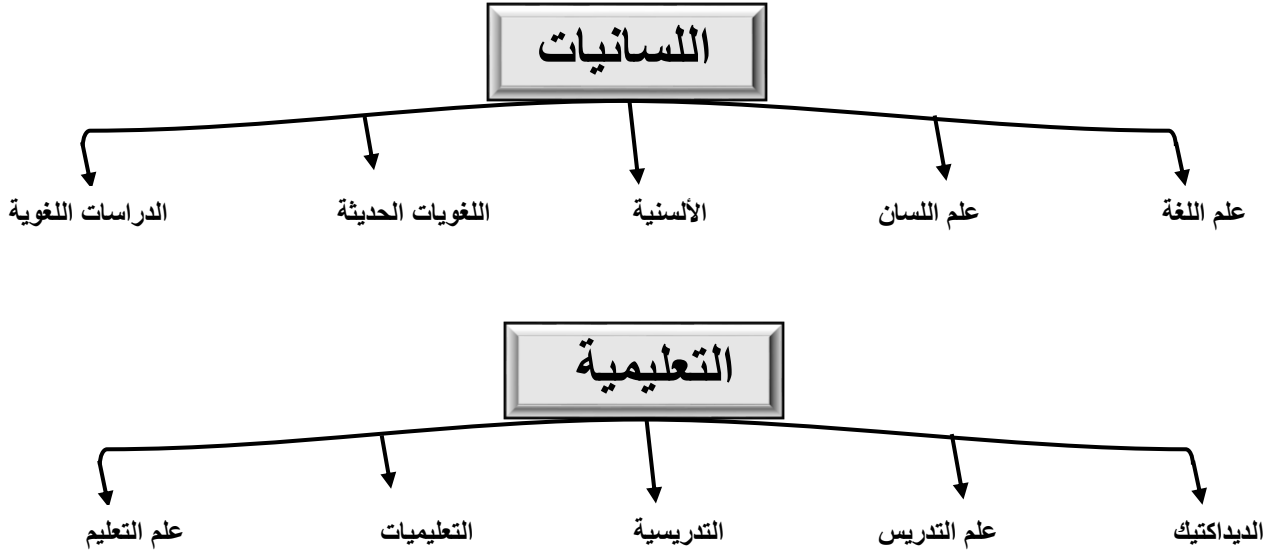 اللسانيات
علم اللغة علم اللسان الألسنية اللغويات الحديثة الدراسات اللغوية
التعليمية
الديداكتيك علم التدريس التدريسية التعليميات علم التعليم